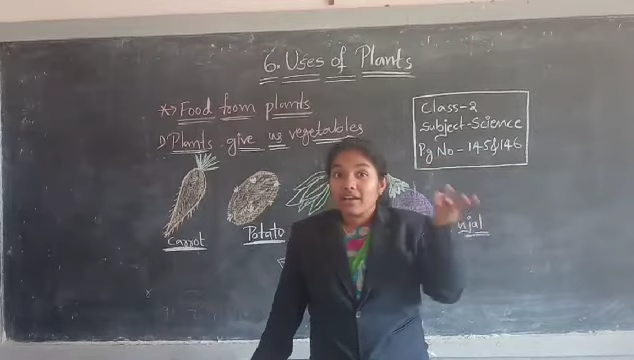 6. Uses of Plants
*> Food from plants
1) Plants give us vegetables
Class-2
Subject-Science
Pg No - 145&146
Carrot
Potato
njal